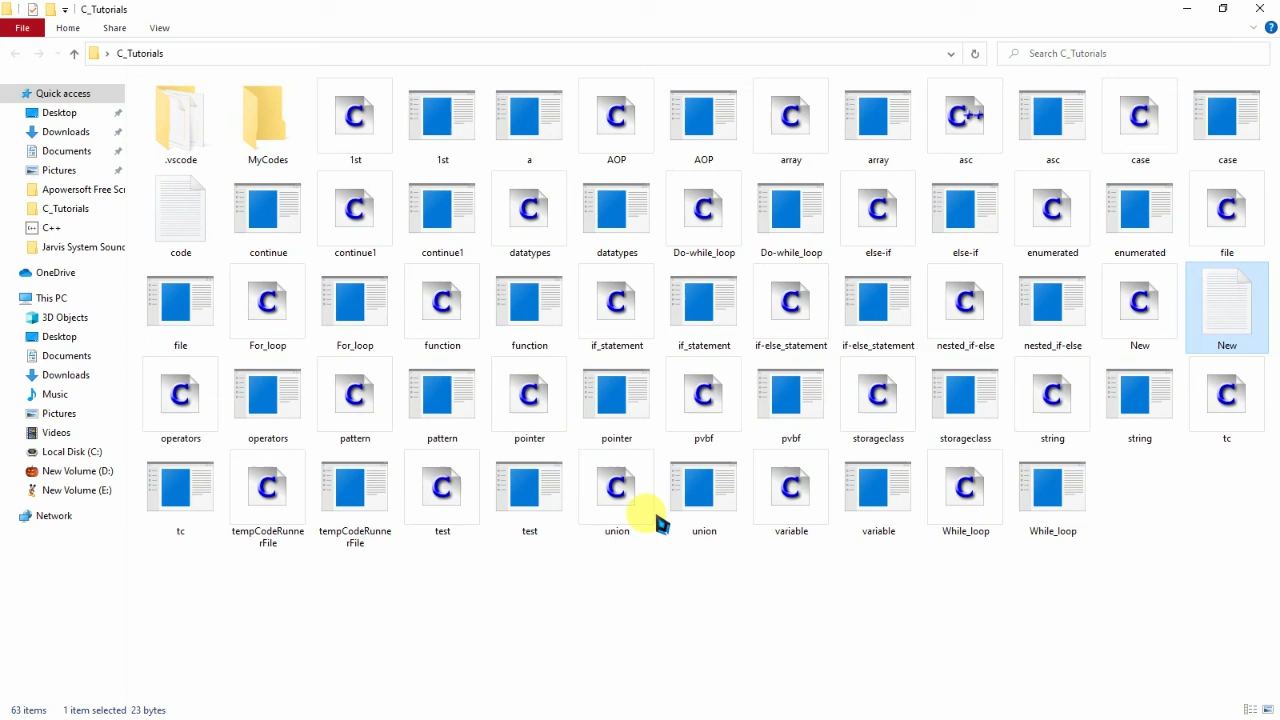 C_Tutorials
File Home Share View
C_Tutorials
Search C_Tutorials
Quick access
Desktop
Downloads
Documents
Pictures
Apowersoft Free Scr
C_Tutorials
C++
Jarvis System Sound
OneDrive
This PC
3D Objects
Desktop
Documents
Downloads
Music
Pictures
Videos
Local Disk (C:)
New Volume (D:)
New Volume (E:)
Network
C C C C++ C
.vscode MyCodes 1st 1st a AOP AOP array array asc asc case case
C C C C C C
code continue continue1 continue1 datatypes datatypes Do-while_loop Do-while_loop else-if else-if enumerated enumerated file
C C C C C C
file For_loop For_loop function function if_statement if_statement if-else_statement if-else_statement nested_if-else nested_if-else New New
C C C C C C C
operators operators pattern pattern pointer pointer pvbf pvbf storageclass storageclass string string tc
C C C C C
tc tempCodeRunne tempCodeRunne test test union union variable variable While_loop While_loop
rFile rFile
63 items 1 item selected 23 bytes